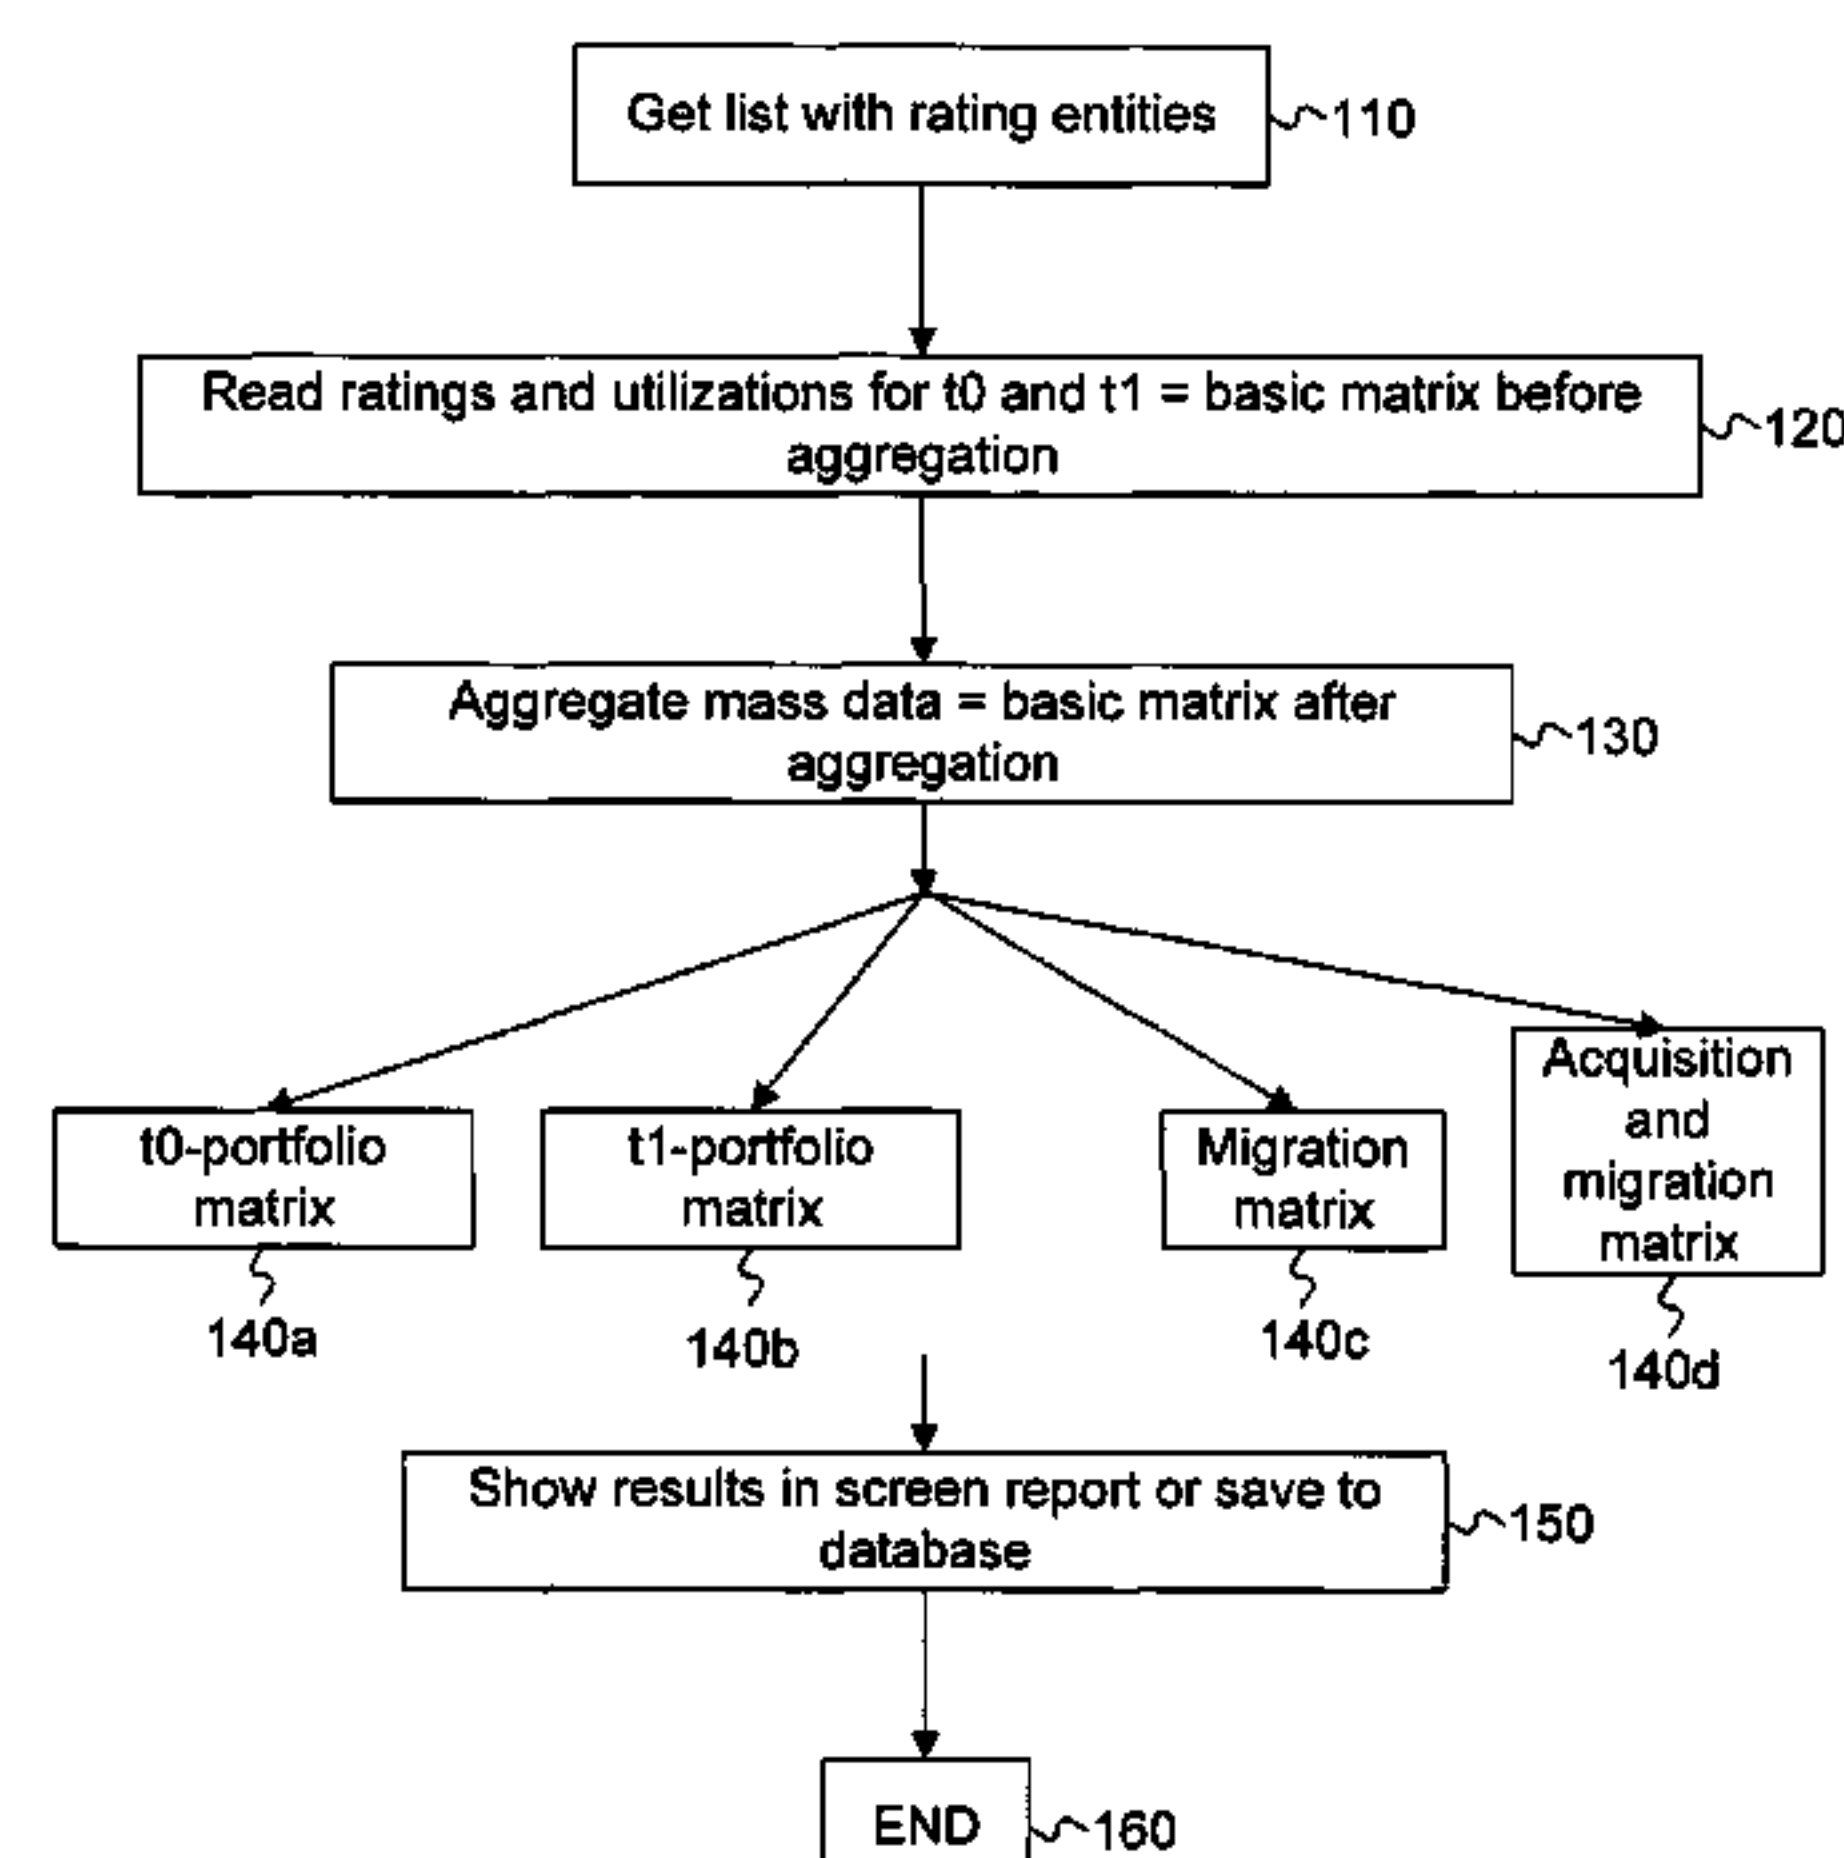 Get list with rating entities
110
Read ratings and utilizations for t0 and t1 = basic matrix before
aggregation
120
Aggregate mass data = basic matrix after
aggregation
130
t0-portfolio
matrix
140a
t1-portfolio
matrix
140b
Migration
matrix
140c
Acquisition
and
migration
matrix
140d
Show results in screen report or save to
database
150
END
160